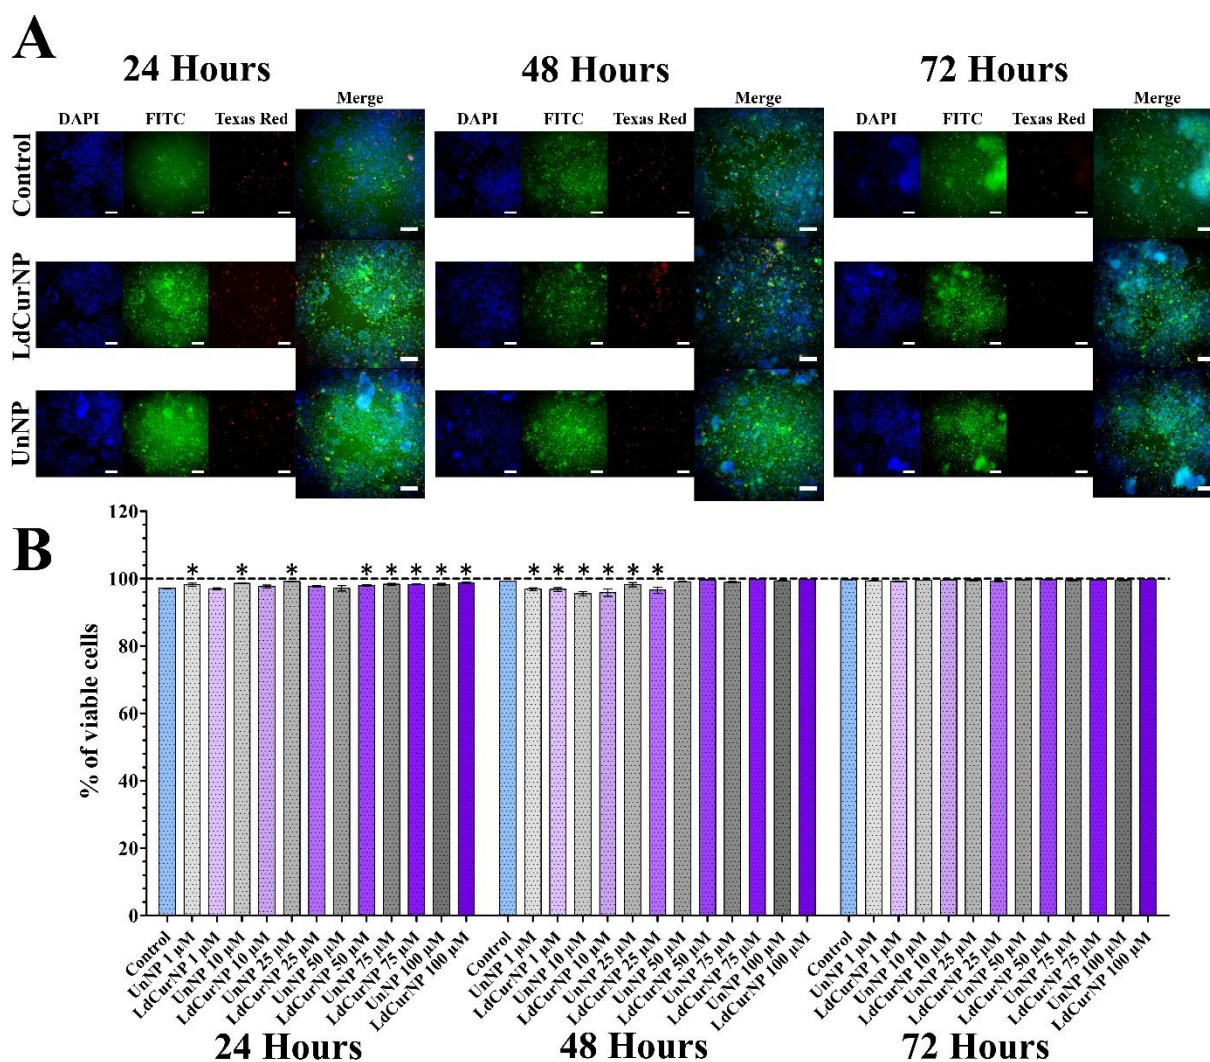 A
24 Hours 48 Hours 72 Hours
Merge Merge Merge
DAPI FITC Texas Red DAPI FITC Texas Red DAPI FITC Texas Red
Control
LdCurNP
UnNP
B
% of viable cells
120
100
80
60
40
20
0
Control
UnNP 1 µM
LdCurNP 1 µM
UnNP 10 µM
LdCurNP 10 µM
UnNP 25 µM
LdCurNP 25 µM
UnNP 50 µM
LdCurNP 50 µM
UnNP 75 µM
LdCurNP 75 µM
UnNP 100 µM
LdCurNP 100 µM
Control
UnNP 1 µM
LdCurNP 1 µM
UnNP 10 µM
LdCurNP 10 µM
UnNP 25 µM
LdCurNP 25 µM
UnNP 50 µM
LdCurNP 50 µM
UnNP 75 µM
LdCurNP 75 µM
UnNP 100 µM
LdCurNP 100 µM
Control
UnNP 1 µM
LdCurNP 1 µM
UnNP 10 µM
LdCurNP 10 µM
UnNP 25 µM
LdCurNP 25 µM
UnNP 50 µM
LdCurNP 50 µM
UnNP 75 µM
LdCurNP 75 µM
UnNP 100 µM
LdCurNP 100 µM
24 Hours 48 Hours 72 Hours